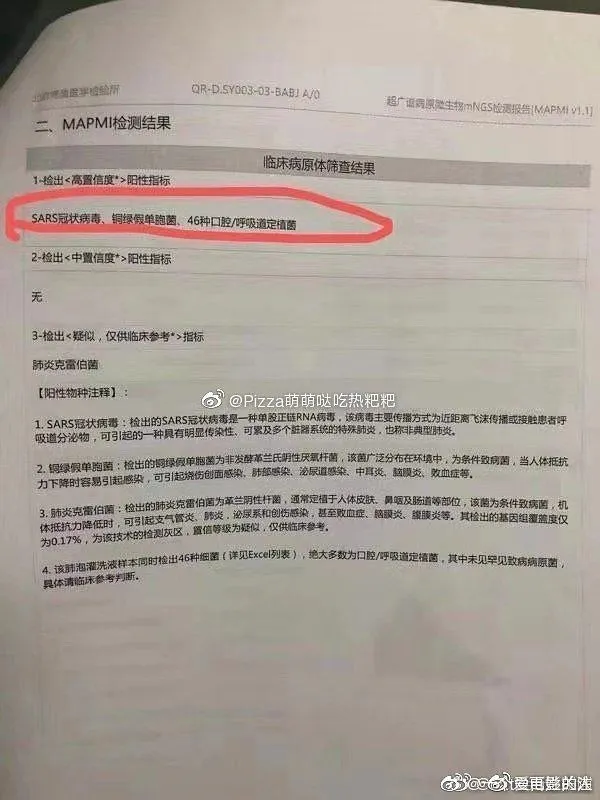 QR-D.SY003-03-BABJ A/0
超广谱病原微生物mNGS检测报告[MAPMI v1.1]
二、MAPMI检测结果
临床病原体筛查结果
1-检出<高置信度*>阳性指标
SARS冠状病毒、铜绿假单胞菌、46种口腔/呼吸道定植菌
2-检出<中置信度*>阳性指标
无
3-检出<疑似，仅供临床参考*>指标
肺炎克雷伯菌
@Pizza萌萌哒吃热粑粑
【阳性物种注释】：
1. SARS冠状病毒：检出的SARS冠状病毒是一种单股正链RNA病毒，该病毒主要传播方式为近距离飞沫传播或接触患者呼
吸道分泌物，可引起的一种具有明显传染性、可累及多个脏器系统的特殊肺炎，也称非典型肺炎。
2. 铜绿假单胞菌：检出的铜绿假单胞菌为非发酵革兰氏阴性厌氧杆菌，该菌广泛分布在环境中，为条件致病菌，当人体抵
抗力下降时容易引起感染，可引起烧伤创面感染、肺部感染、泌尿道感染、中耳炎、脑膜炎、败血症等。
3. 肺炎克雷伯菌：检出的肺炎克雷伯菌为革兰阴性杆菌，通常定植于人体皮肤、鼻咽及肠道等部位，该菌为条件致病菌，机
体抵抗力降低时，可引起支气管炎、肺炎，泌尿系和创伤感染，甚至败血症、脑膜炎、腹膜炎等。其检出的基因组覆盖度仅
为0.17%，为该技术的检测灰区，置信等级为疑似，仅供临床参考。
4. 该肺泡灌洗液样本同时检出46种细菌（详见Excel列表），绝大多数为口腔/呼吸道定植菌，其中未见罕见致病病原菌，
具体请临床参考判断。